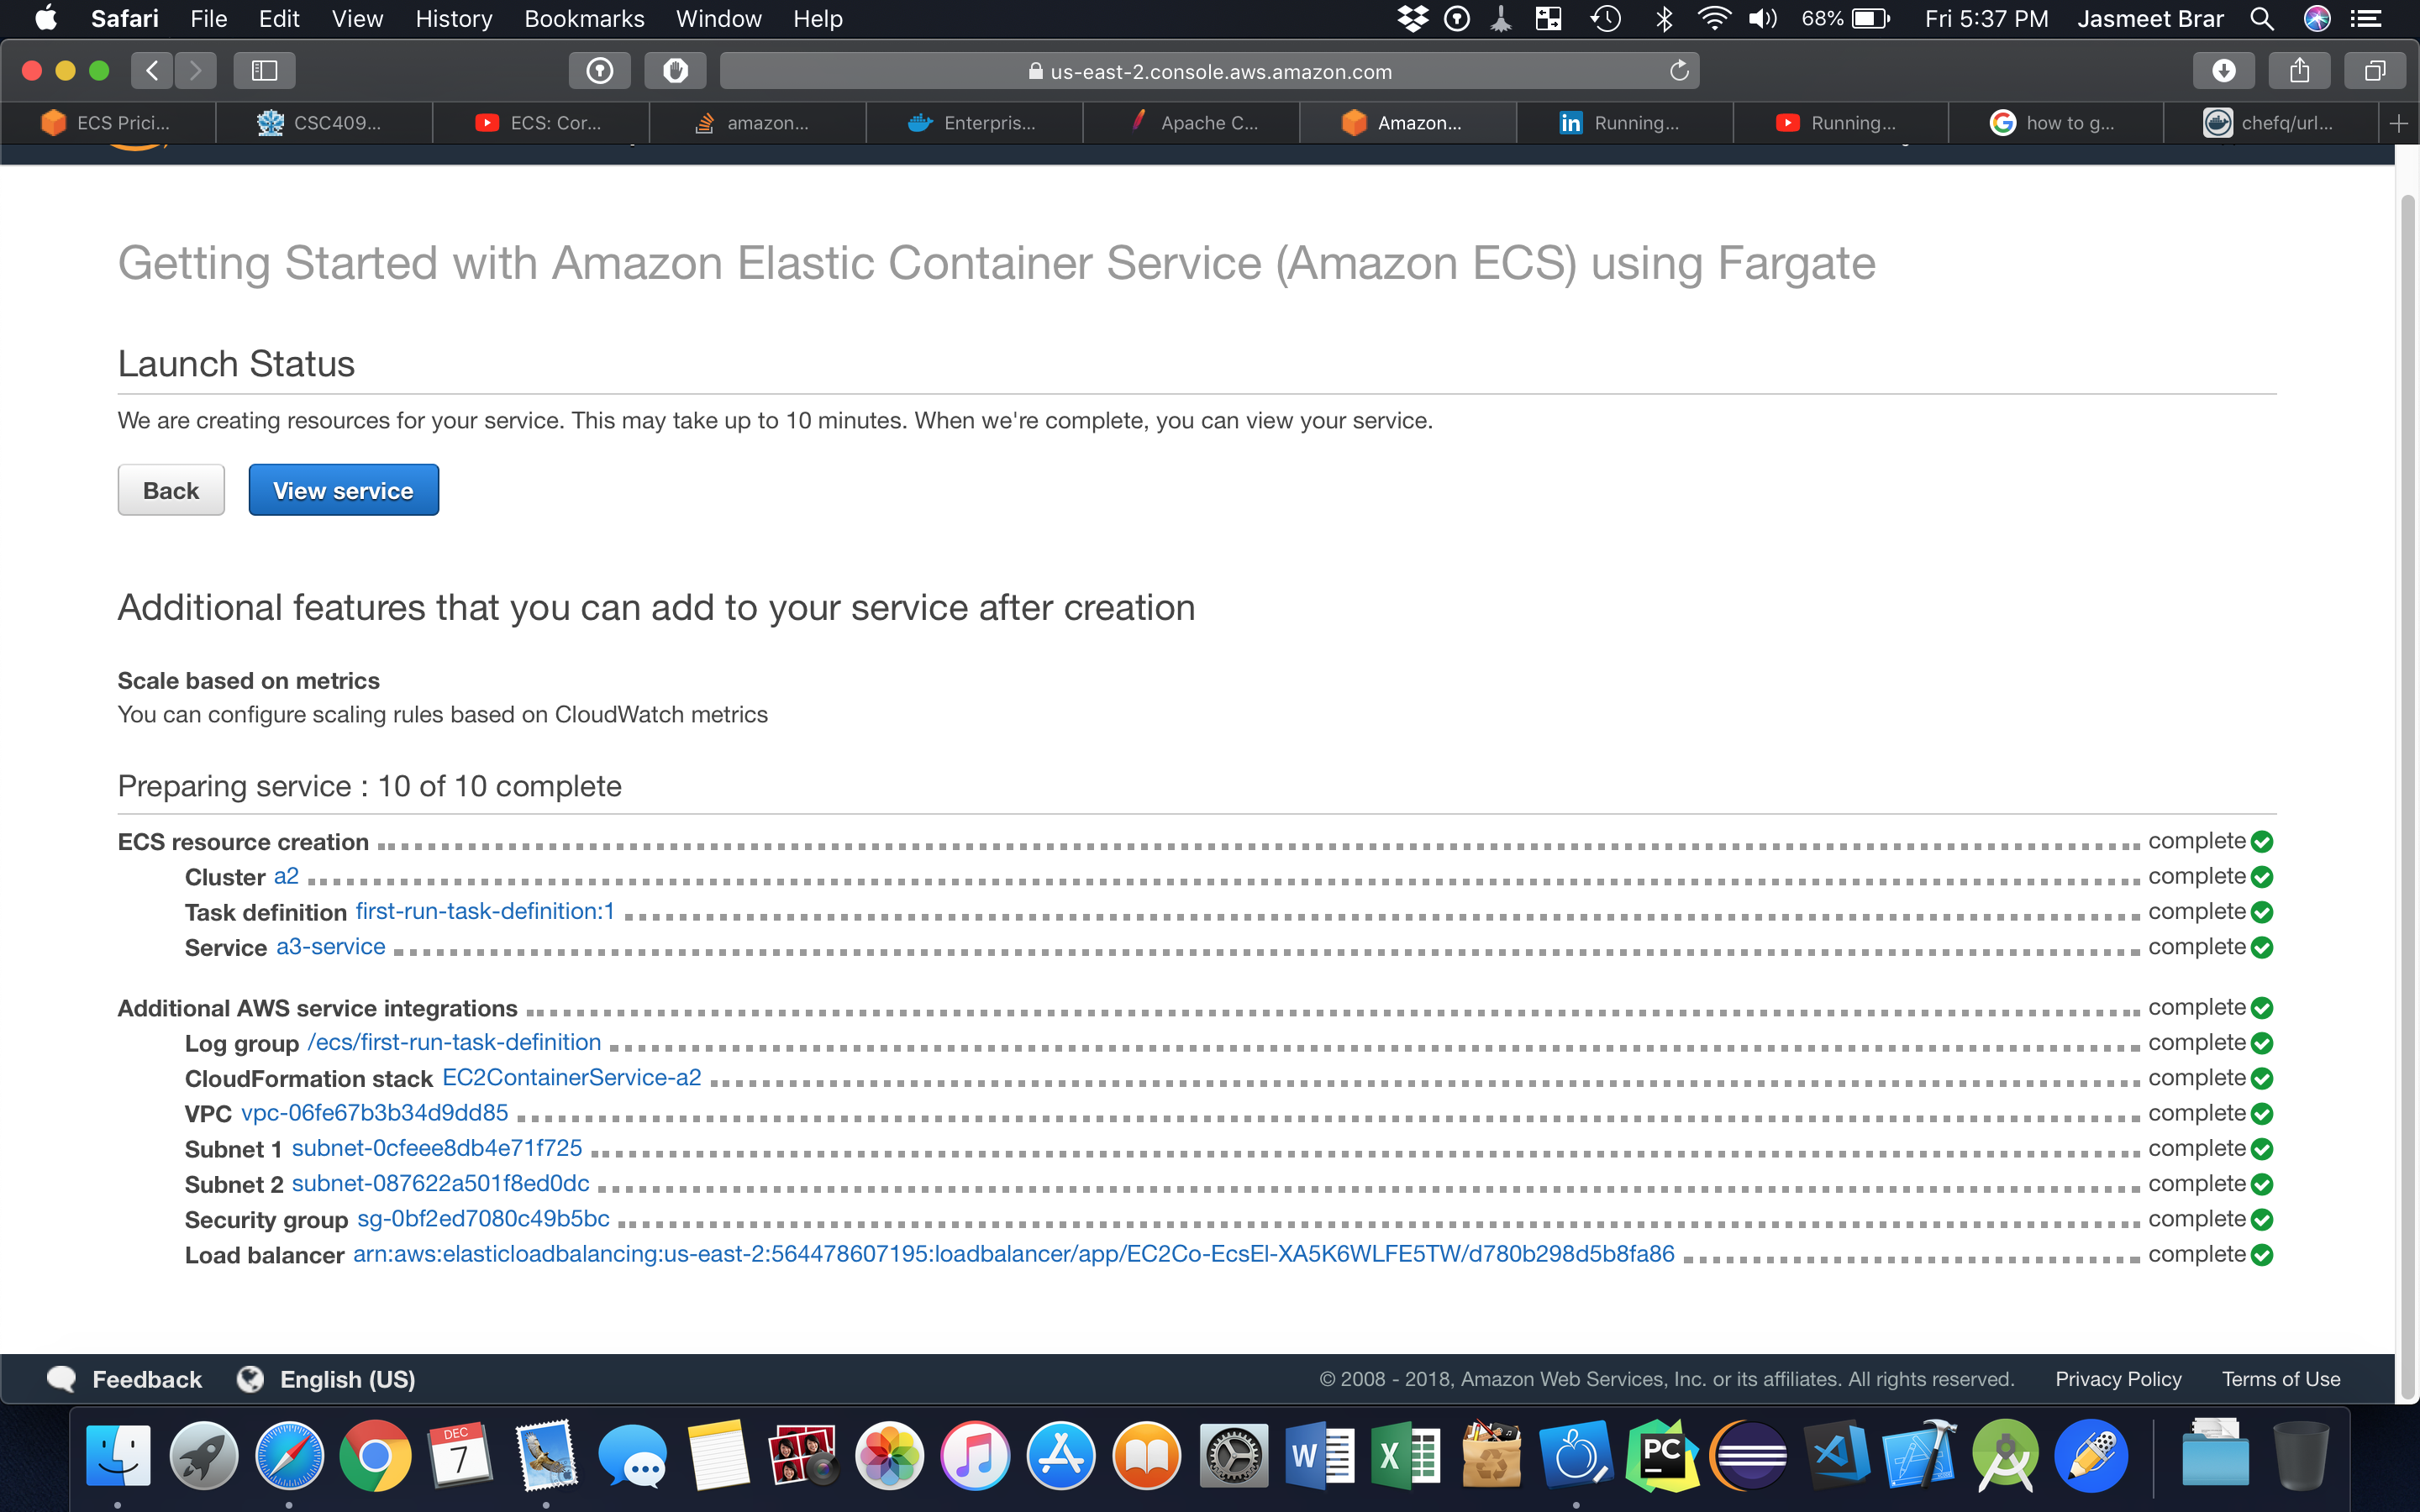 Safari File Edit View History Bookmarks Window Help 68% Fri 5:37 PM Jasmeet Brar
us-east-2.console.aws.amazon.com
ECS Prici... CSC409... ECS: Cor... amazon... Enterpris... Apache C... Amazon... Running... Running... how to g... chefq/url...
Getting Started with Amazon Elastic Container Service (Amazon ECS) using Fargate
Launch Status
We are creating resources for your service. This may take up to 10 minutes. When we're complete, you can view your service.
Back View service
Additional features that you can add to your service after creation
Scale based on metrics
You can configure scaling rules based on CloudWatch metrics
Preparing service : 10 of 10 complete
ECS resource creation complete
Cluster a2 complete
Task definition first-run-task-definition:1 complete
Service a3-service complete
Additional AWS service integrations complete
Log group /ecs/first-run-task-definition complete
CloudFormation stack EC2ContainerService-a2 complete
VPC vpc-06fe67b3b34d9dd85 complete
Subnet 1 subnet-0cfeee8db4e71f725 complete
Subnet 2 subnet-087622a501f8ed0dc complete
Security group sg-0bf2ed7080c49b5bc complete
Load balancer arn:aws:elasticloadbalancing:us-east-2:564478607195:loadbalancer/app/EC2Co-EcsEl-XA5K6WLFE5TW/d780b298d5b8fa86 complete
Feedback English (US) © 2008 - 2018, Amazon Web Services, Inc. or its affiliates. All rights reserved. Privacy Policy Terms of Use
DEC
7
W X PC